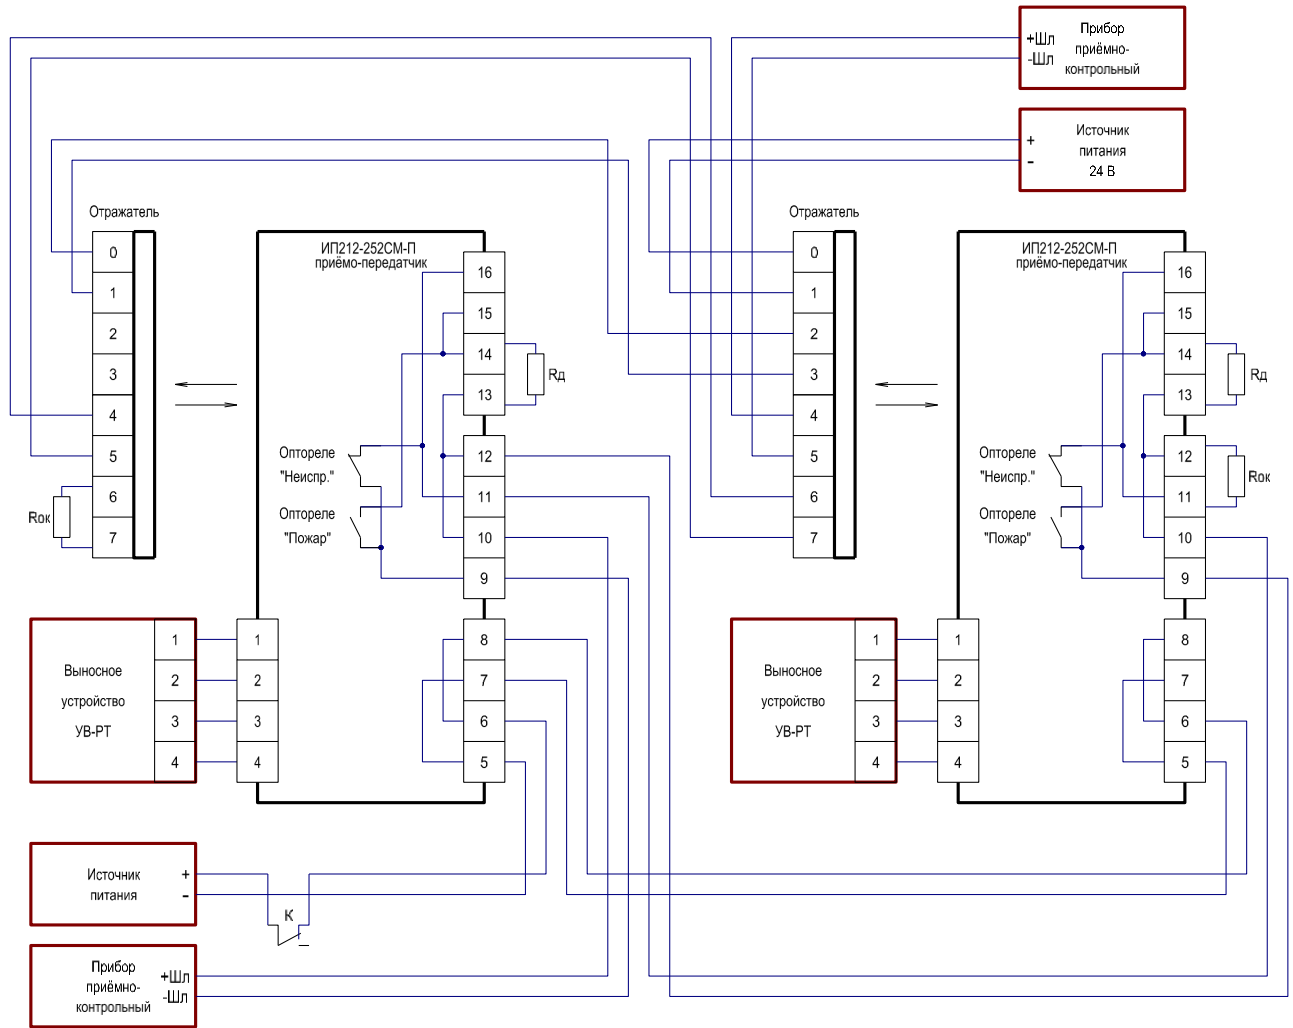 +Шл
-Шл
Прибор
приёмно-
контрольный
+
-
Источник
питания
24 В
Отражатель
0
1
2
3
4
5
6
7
Rок
ИП212-252СМ-П
приёмо-передатчик
16
15
14
13
Rд
12
11
10
9
Оптореле
"Неиспр."
Оптореле
"Пожар"
8
7
6
5
1
2
3
4
Выносное
устройство
УВ-РТ
1
2
3
4
Отражатель
0
1
2
3
4
5
6
7
ИП212-252СМ-П
приёмо-передатчик
16
15
14
13
Rд
12
11
10
9
Rок
Оптореле
"Неиспр."
Оптореле
"Пожар"
8
7
6
5
1
2
3
4
Выносное
устройство
УВ-РТ
1
2
3
4
Источник
питания
+
-
К
Прибор
приёмно-
контрольный
+Шл
-Шл